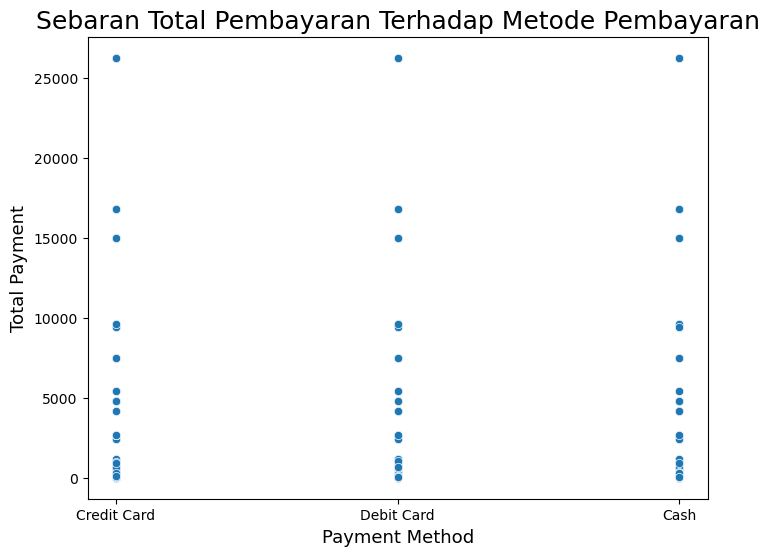 Sebaran Total Pembayaran Terhadap Metode Pembayaran
25000
20000
15000
10000
5000
0
Total Payment
Credit Card
Debit Card
Cash
Payment Method